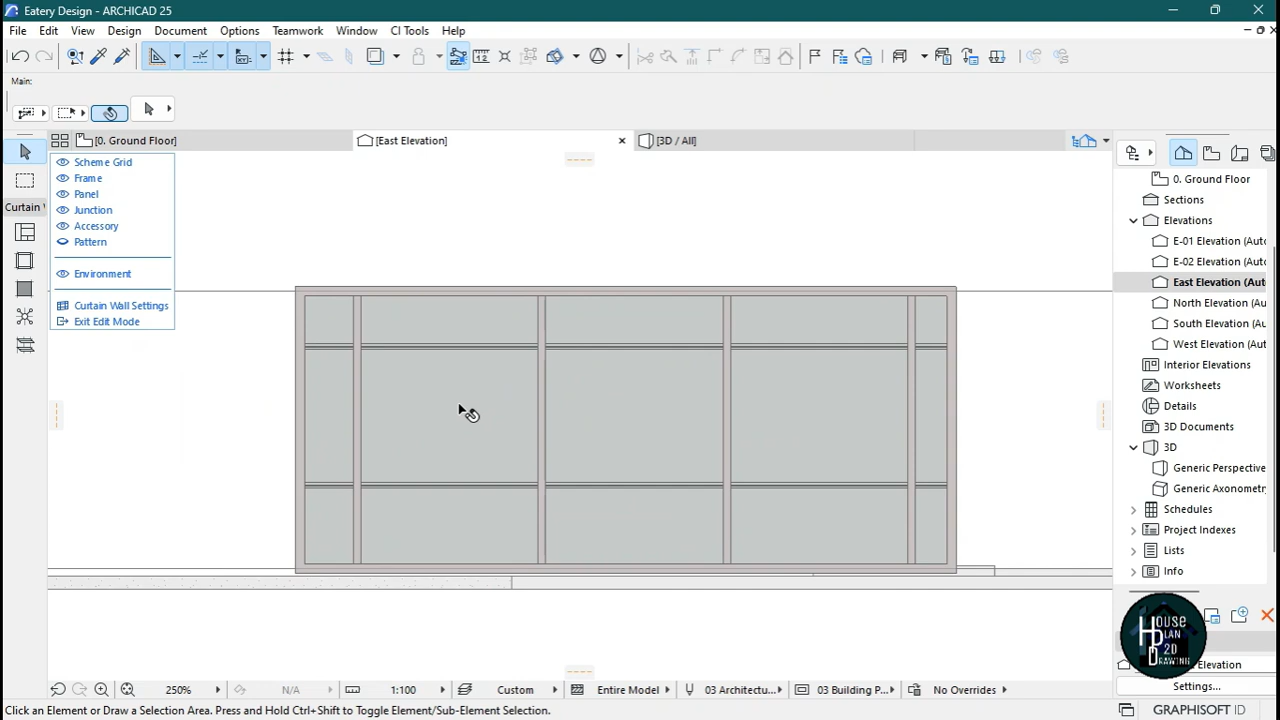 Eatery Design - ARCHICAD 25
File Edit View Design Options Teamwork Window CI Tools Help
Main:
[0. Ground Floor]
[East Elevation]
[3D / All]
Scheme Grid
Frame
Panel
Junction
Accessory
Pattern
Environment
Curtain Wall Settings
Exit Edit Mode
Curtain
0. Ground Floor
Sections
Elevations
E-01 Elevation (Aut
E-02 Elevation (Aut
East Elevation (Aut
North Elevation (A
South Elevation (A
West Elevation (Aut
Interior Elevations
Worksheets
Details
3D Documents
3D
Generic Perspective
Generic Axonometr
Schedules
Project Indexes
Lists
Info
HOUSE
PLAN
2D
DRAWING
Elevation
Settings...
250% N/A 1:100 Custom Entire Model 03 Architectu... 03 Building P... No Overrides
Click an Element or Draw a Selection Area. Press and Hold Ctrl+Shift to Toggle Element/Sub-Element Selection.
GRAPHISOFT ID